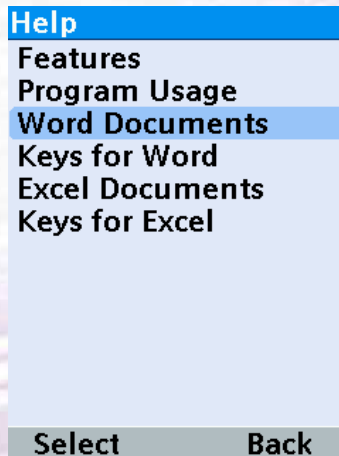 Help
Features
Program Usage
Word Documents
Keys for Word
Excel Documents
Keys for Excel
Select Back